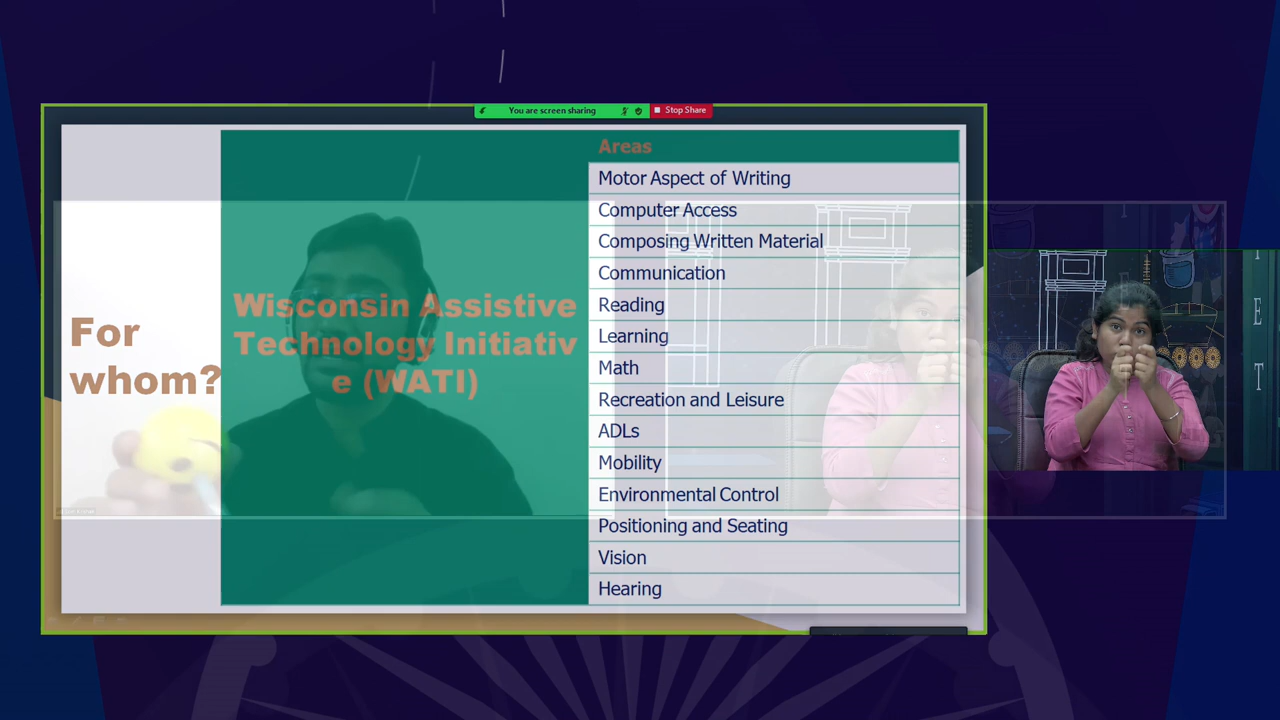 You are screen sharing
Stop Share
For
whom?
Wisconsin Assistive
Technology Initiativ
e (WATI)
Areas
Motor Aspect of Writing
Computer Access
Composing Written Material
Communication
Reading
Learning
Math
Recreation and Leisure
ADLs
Mobility
Environmental Control
Positioning and Seating
Vision
Hearing
E
T